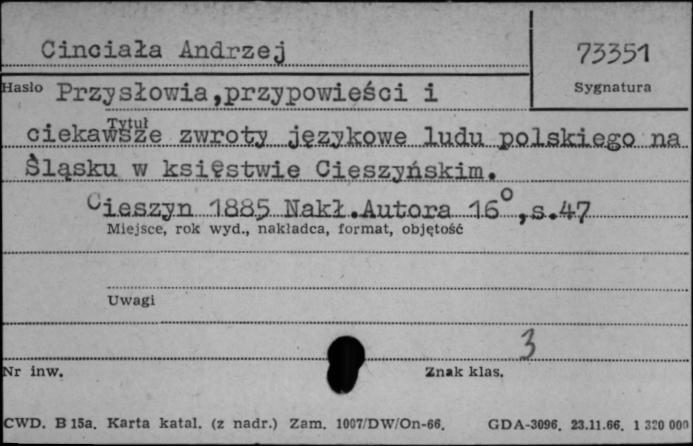 Cinciała Andrzej
73351
Hasło
Sygnatura
Przysłowia,przypowieści i
Tytuł
ciekawsze zwroty językowe ludu polskiego na
Śląsku w księstwie Cieszyńskim.
Cieszyn 1885 Nakł.Autora 16°,s.47
Miejsce, rok wyd., nakładca, format, objętość
Uwagi
3
Nr inw.
Znak klas.
CWD. B 15a. Karta katal. (z nadr.) Zam. 1007/DW/On-66. GDA-3096. 23.11.66. 1 320 000